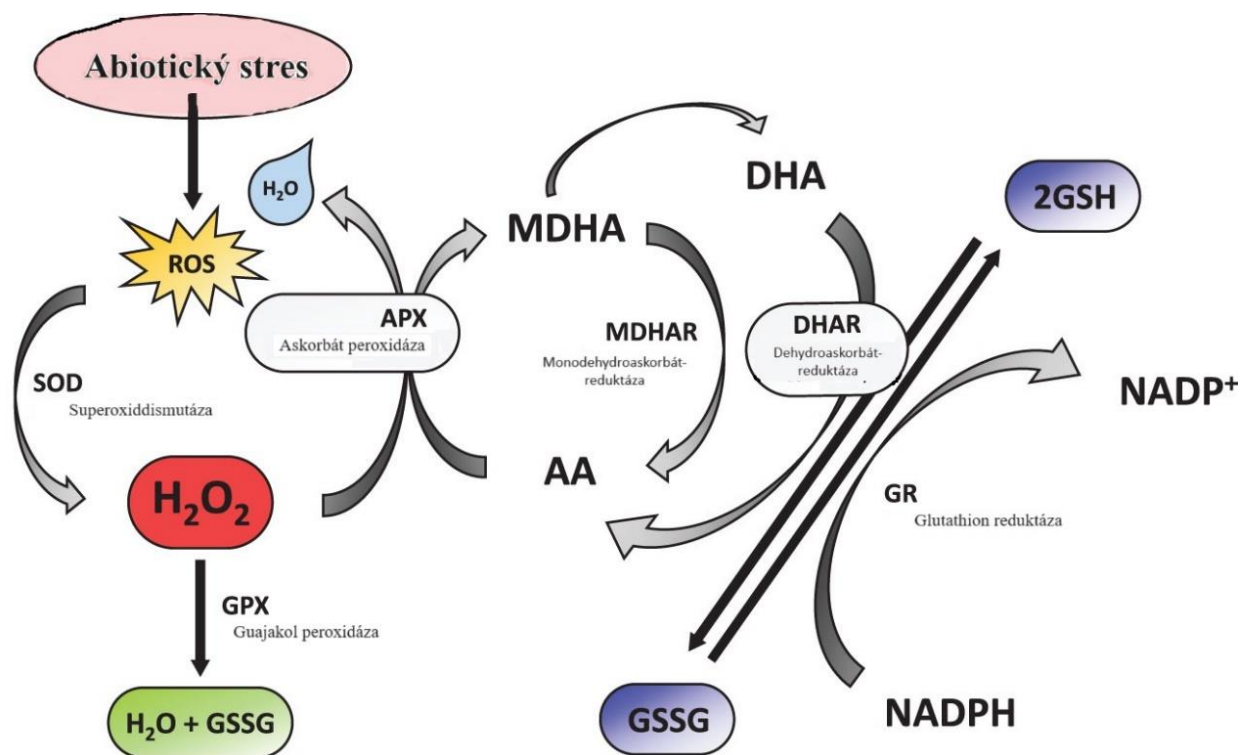 Abiotický stres
H₂O
ROS
DHA
2GSH
MDHA
APX
Askorbát peroxidáza
MDHAR
Monodehydroaskorbát-
reduktáza
DHAR
Dehydroaskorbát-
reduktáza
NADP⁺
SOD
Superoxiddismutáza
H₂O₂
AA
GR
Glutathion reduktáza
GPX
Guajakol peroxidáza
H₂O + GSSG
GSSG
NADPH